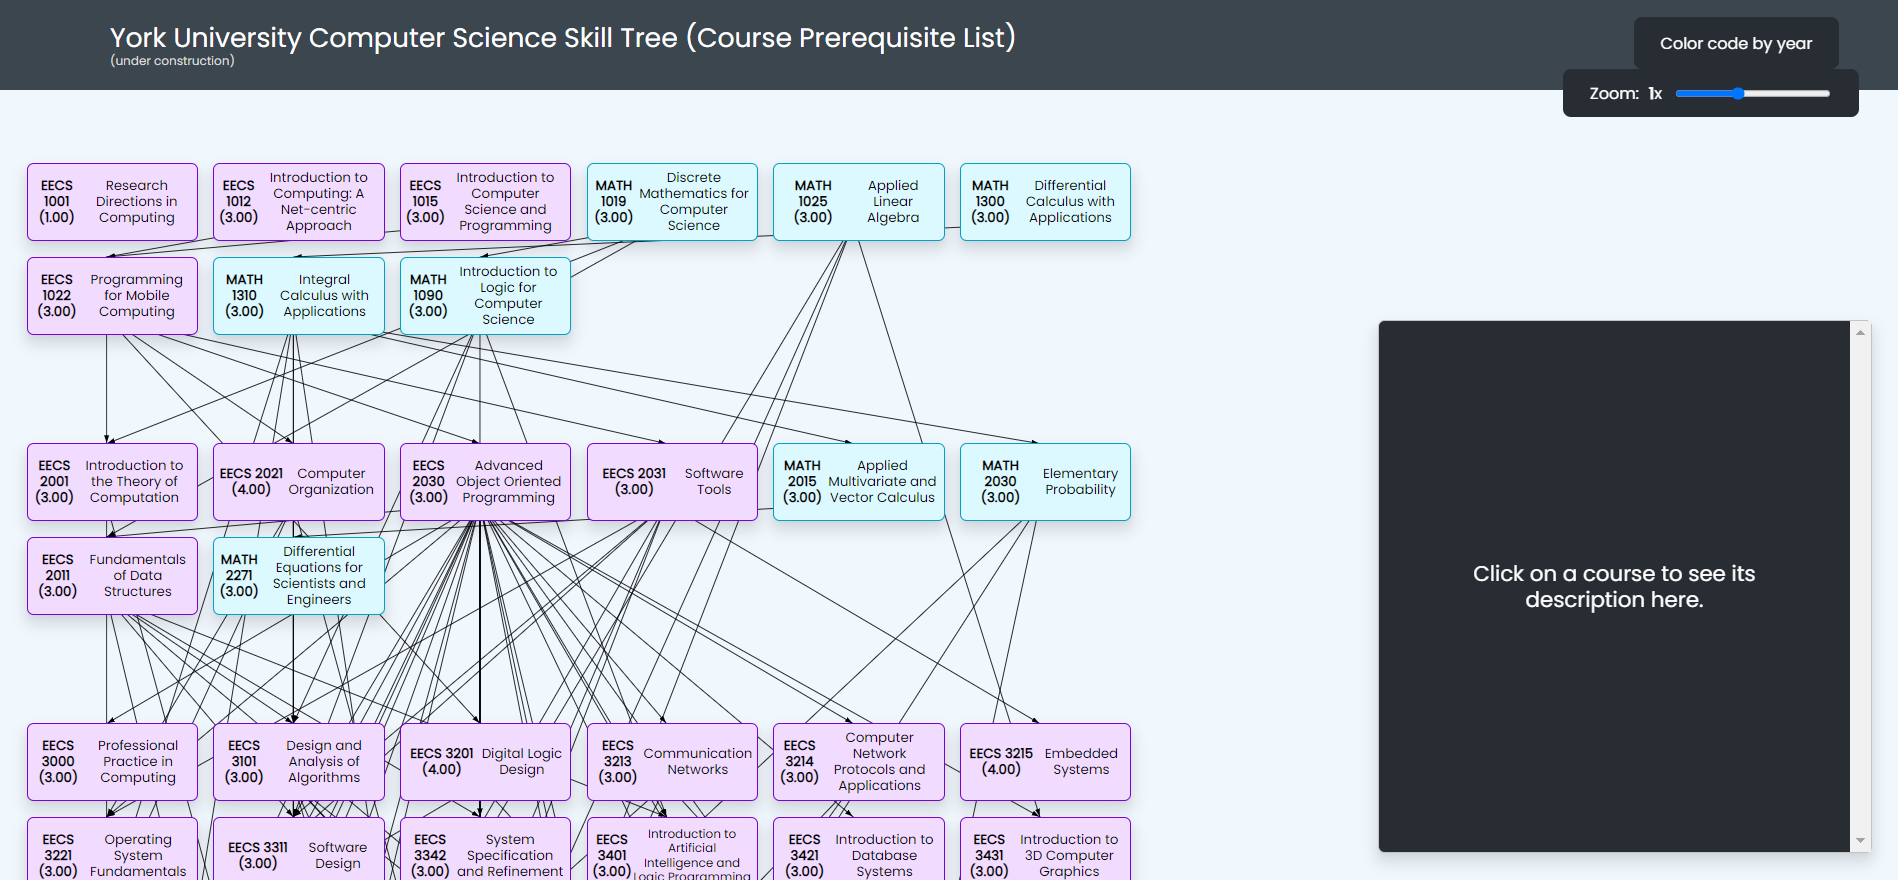 York University Computer Science Skill Tree (Course Prerequisite List)
(under construction)
Color code by year
Zoom: 1x
EECS
1001
(1.00)
Research
Directions in
Computing
EECS
1012
(3.00)
Introduction to
Computing: A
Net-centric
Approach
EECS
1015
(3.00)
Introduction to
Computer
Science and
Programming
MATH
1019
(3.00)
Discrete
Mathematics for
Computer
Science
MATH
1025
(3.00)
Applied
Linear
Algebra
MATH
1300
(3.00)
Differential
Calculus with
Applications
EECS
1022
(3.00)
Programming
for Mobile
Computing
MATH
1310
(3.00)
Integral
Calculus with
Applications
MATH
1090
(3.00)
Introduction to
Logic for
Computer
Science
EECS
2001
(3.00)
Introduction to
the Theory of
Computation
EECS 2021
(4.00)
Computer
Organization
EECS
2030
(3.00)
Advanced
Object Oriented
Programming
EECS 2031
(3.00)
Software
Tools
MATH
2015
(3.00)
Applied
Multivariate and
Vector Calculus
MATH
2030
(3.00)
Elementary
Probability
EECS
2011
(3.00)
Fundamentals
of Data
Structures
MATH
2271
(3.00)
Differential
Equations for
Scientists and
Engineers
Click on a course to see its
description here.
EECS
3000
(3.00)
Professional
Practice in
Computing
EECS
3101
(3.00)
Design and
Analysis of
Algorithms
EECS 3201
(4.00)
Digital Logic
Design
EECS
3213
(3.00)
Communication
Networks
EECS
3214
(3.00)
Computer
Network
Protocols and
Applications
EECS 3215
(4.00)
Embedded
Systems
EECS
3221
(3.00)
Operating
System
Fundamentals
EECS 3311
(3.00)
Software
Design
EECS
3342
(3.00)
System
Specification
and Refinement
EECS
3401
(3.00)
Introduction to
Artificial
Intelligence and
Logic Programming
EECS
3421
(3.00)
Introduction to
Database
Systems
EECS
3431
(3.00)
Introduction to
3D Computer
Graphics